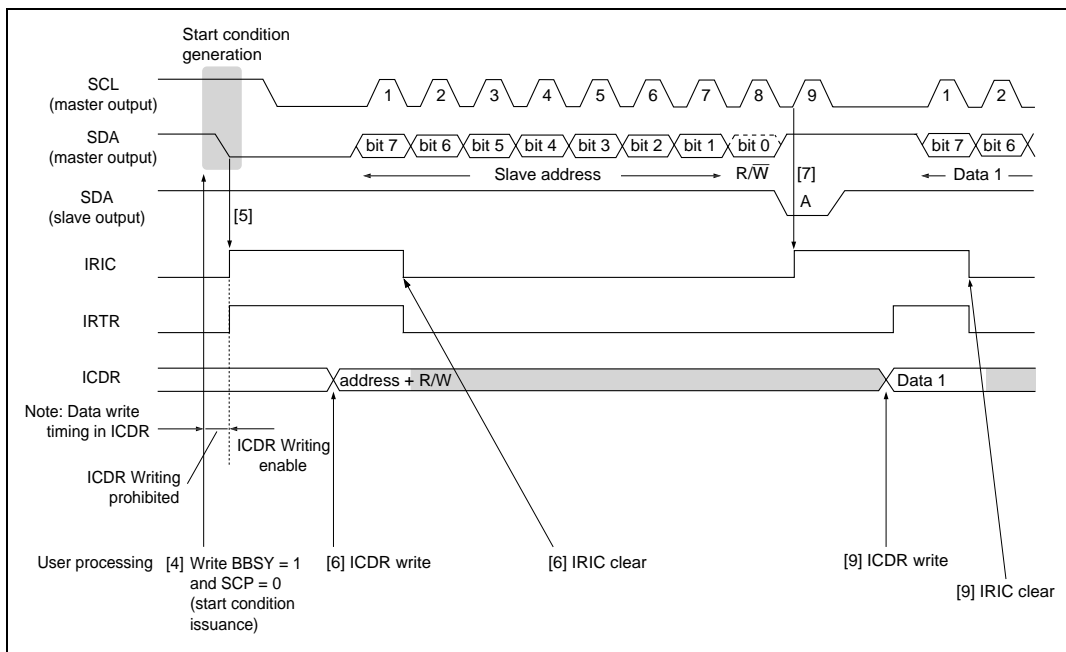 Start condition
generation
SCL
(master output)
1 2 3 4 5 6 7 8 9 1 2
SDA
(master output)
bit 7 bit 6 bit 5 bit 4 bit 3 bit 2 bit 1 bit 0 bit 7 bit 6
Slave address R/W̅ [7] Data 1
SDA
(slave output)
A
[5]
IRIC
IRTR
ICDR
address + R/W Data 1
Note: Data write
timing in ICDR
ICDR Writing
enable
ICDR Writing
prohibited
User processing [4] Write BBSY = 1
and SCP = 0
(start condition
issuance)
[6] ICDR write [6] IRIC clear [9] ICDR write
[9] IRIC clear